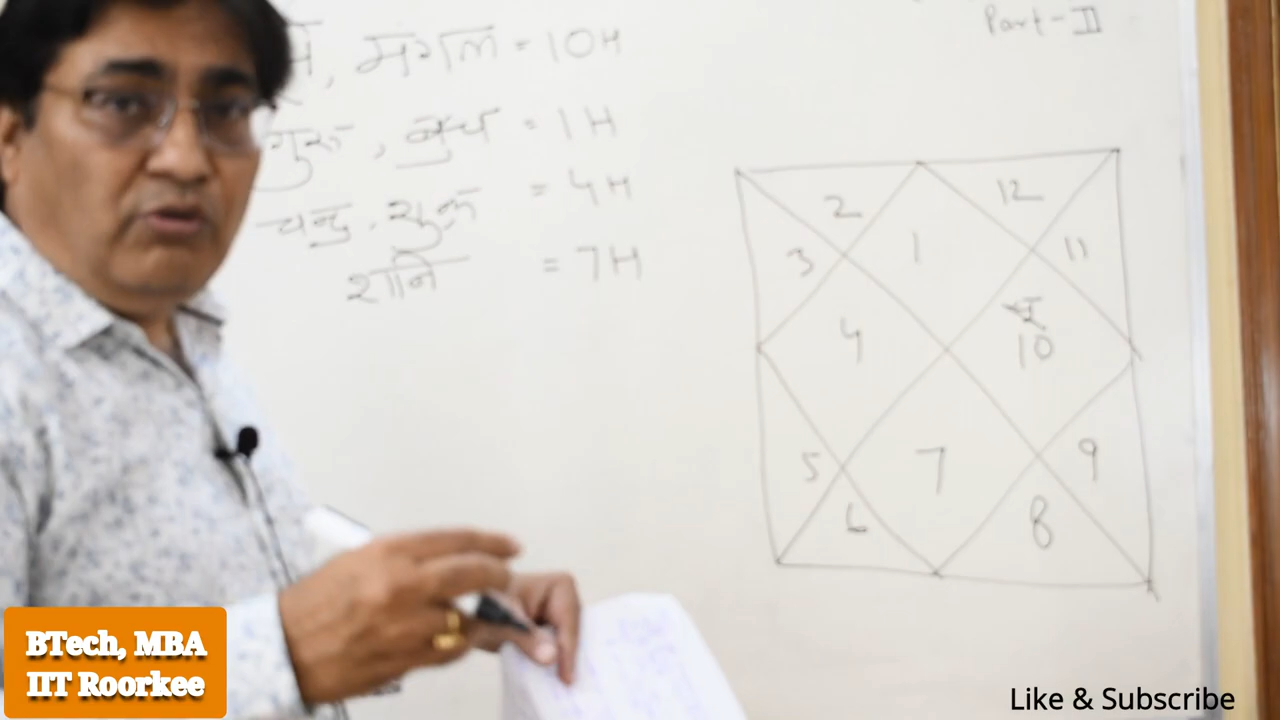 Part-II
मंगल = 10H
गुरु, बुध = 1H
चन्द्र, शुक्र = 4H
शनि = 7H
2 12
3 1 11
4 10
5 7 9
6 8
BTech, MBA
IIT Roorkee
Like & Subscribe